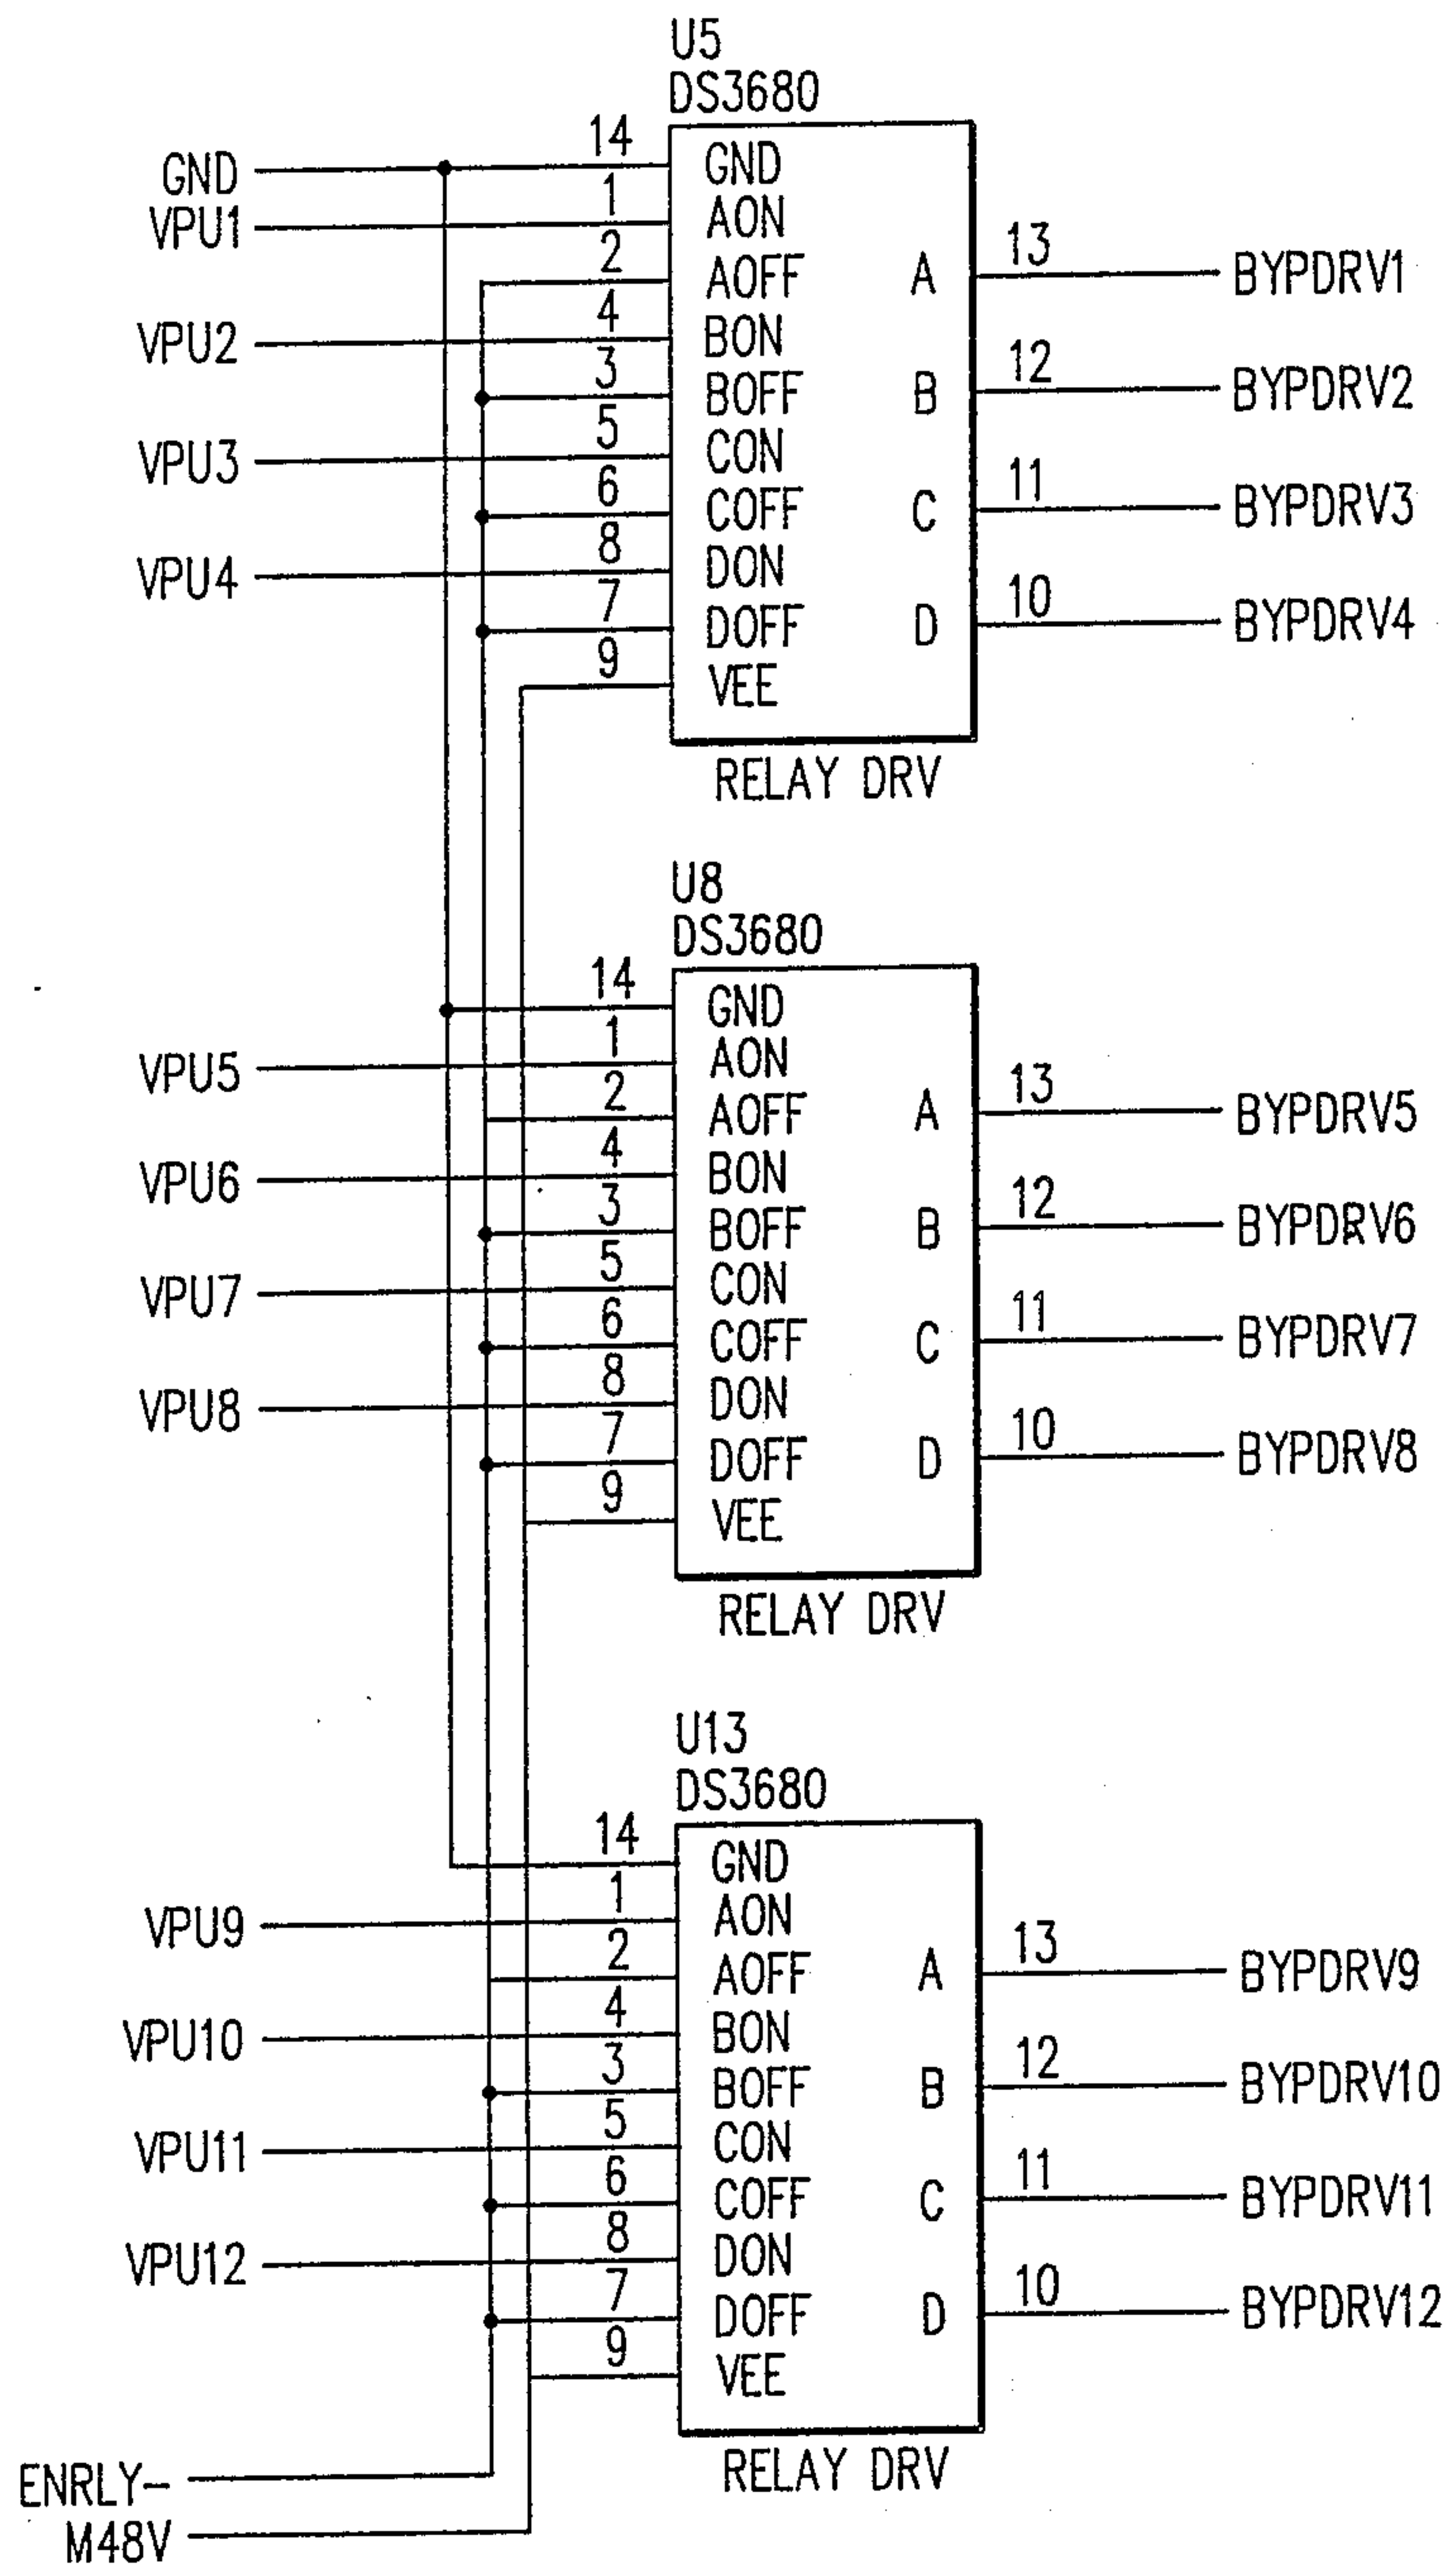 U5
DS3680
GND 14 GND
VPU1 1 AON
2 AOFF A 13 BYPDRV1
VPU2 4 BON
3 BOFF B 12 BYPDRV2
VPU3 5 CON
6 COFF C 11 BYPDRV3
VPU4 8 DON
7 DOFF D 10 BYPDRV4
9 VEE
RELAY DRV
U8
DS3680
14 GND
VPU5 1 AON
2 AOFF A 13 BYPDRV5
VPU6 4 BON
3 BOFF B 12 BYPDRV6
VPU7 5 CON
6 COFF C 11 BYPDRV7
VPU8 8 DON
7 DOFF D 10 BYPDRV8
9 VEE
RELAY DRV
U13
DS3680
14 GND
VPU9 1 AON
2 AOFF A 13 BYPDRV9
VPU10 4 BON
3 BOFF B 12 BYPDRV10
VPU11 5 CON
6 COFF C 11 BYPDRV11
VPU12 8 DON
7 DOFF D 10 BYPDRV12
9 VEE
RELAY DRV
ENRLY-
M48V